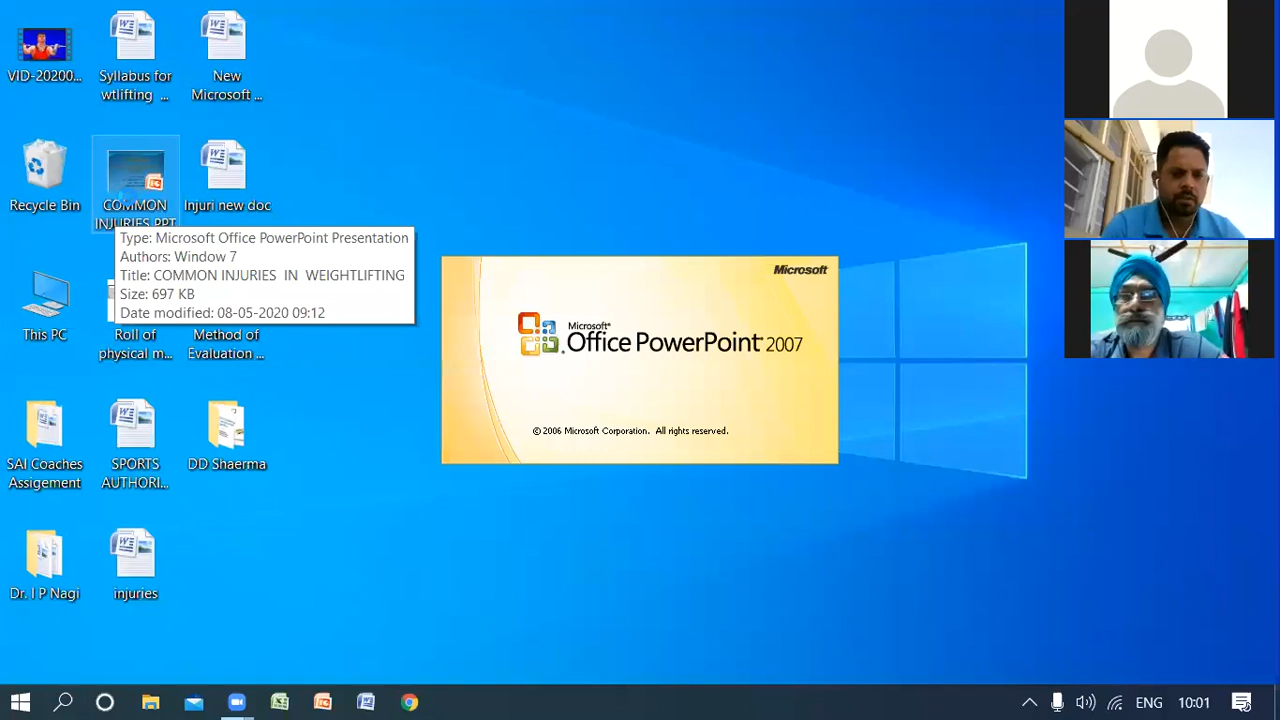 VID-20200...
Syllabus for
wtlifting ...
New
Microsoft ...
Recycle Bin
COMMON
INJURIES PPT
Injuri new doc
Type: Microsoft Office PowerPoint Presentation
Authors: Window 7
Title: COMMON INJURIES IN WEIGHTLIFTING
Size: 697 KB
Date modified: 08-05-2020 09:12
This PC
Roll of
physical m...
Method of
Evaluation ...
Microsoft
Microsoft®
Office PowerPoint® 2007
© 2006 Microsoft Corporation. All rights reserved.
SAI Coaches
Assigement
SPORTS
AUTHORI...
DD Shaerma
Dr. I P Nagi
injuries
ENG
10:01